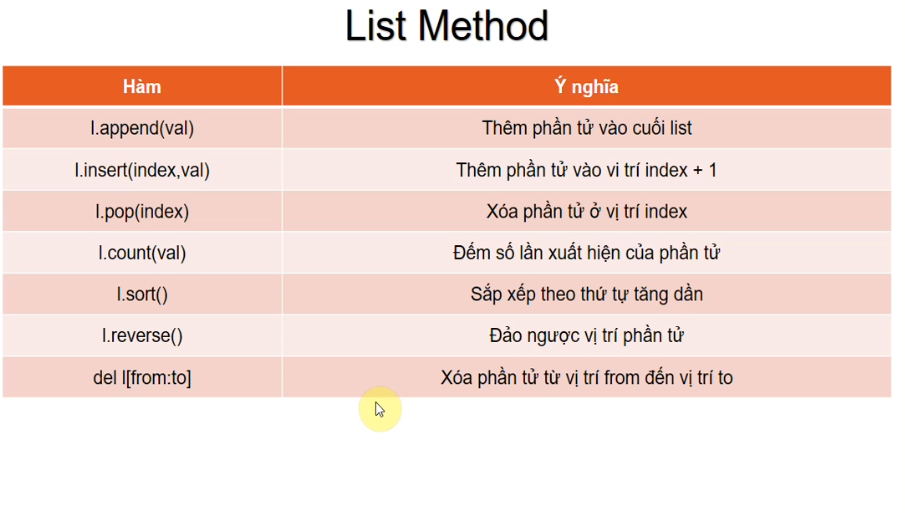 List Method
Hàm Ý nghĩa
l.append(val) Thêm phần tử vào cuối list
l.insert(index,val) Thêm phần tử vào vi trí index + 1
l.pop(index) Xóa phần tử ở vị trí index
l.count(val) Đếm số lần xuất hiện của phần tử
l.sort() Sắp xếp theo thứ tự tăng dần
l.reverse() Đảo ngược vị trí phần tử
del l[from:to] Xóa phần tử từ vị trí from đến vị trí to